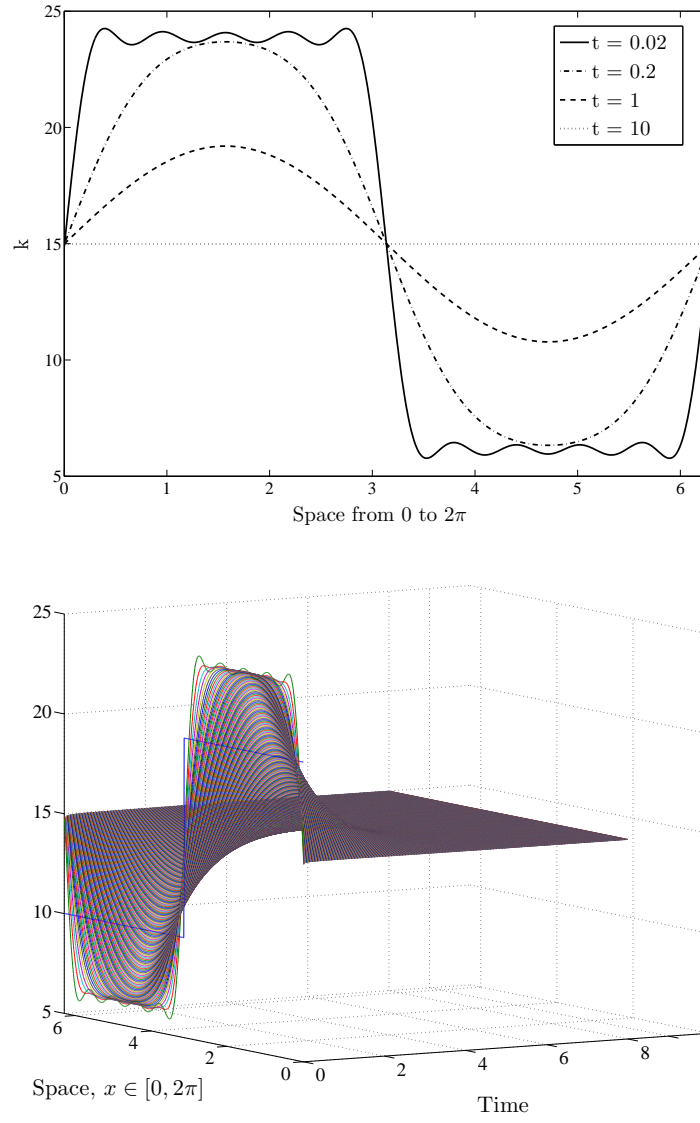 25
20
15
10
5
k
t = 0.02
t = 0.2
t = 1
t = 10
0 1 2 3 4 5 6
Space from 0 to 2π
25
20
15
10
5
6 4 2 0
0 2 4 6 8
Space, x ∈ [0, 2π]
Time